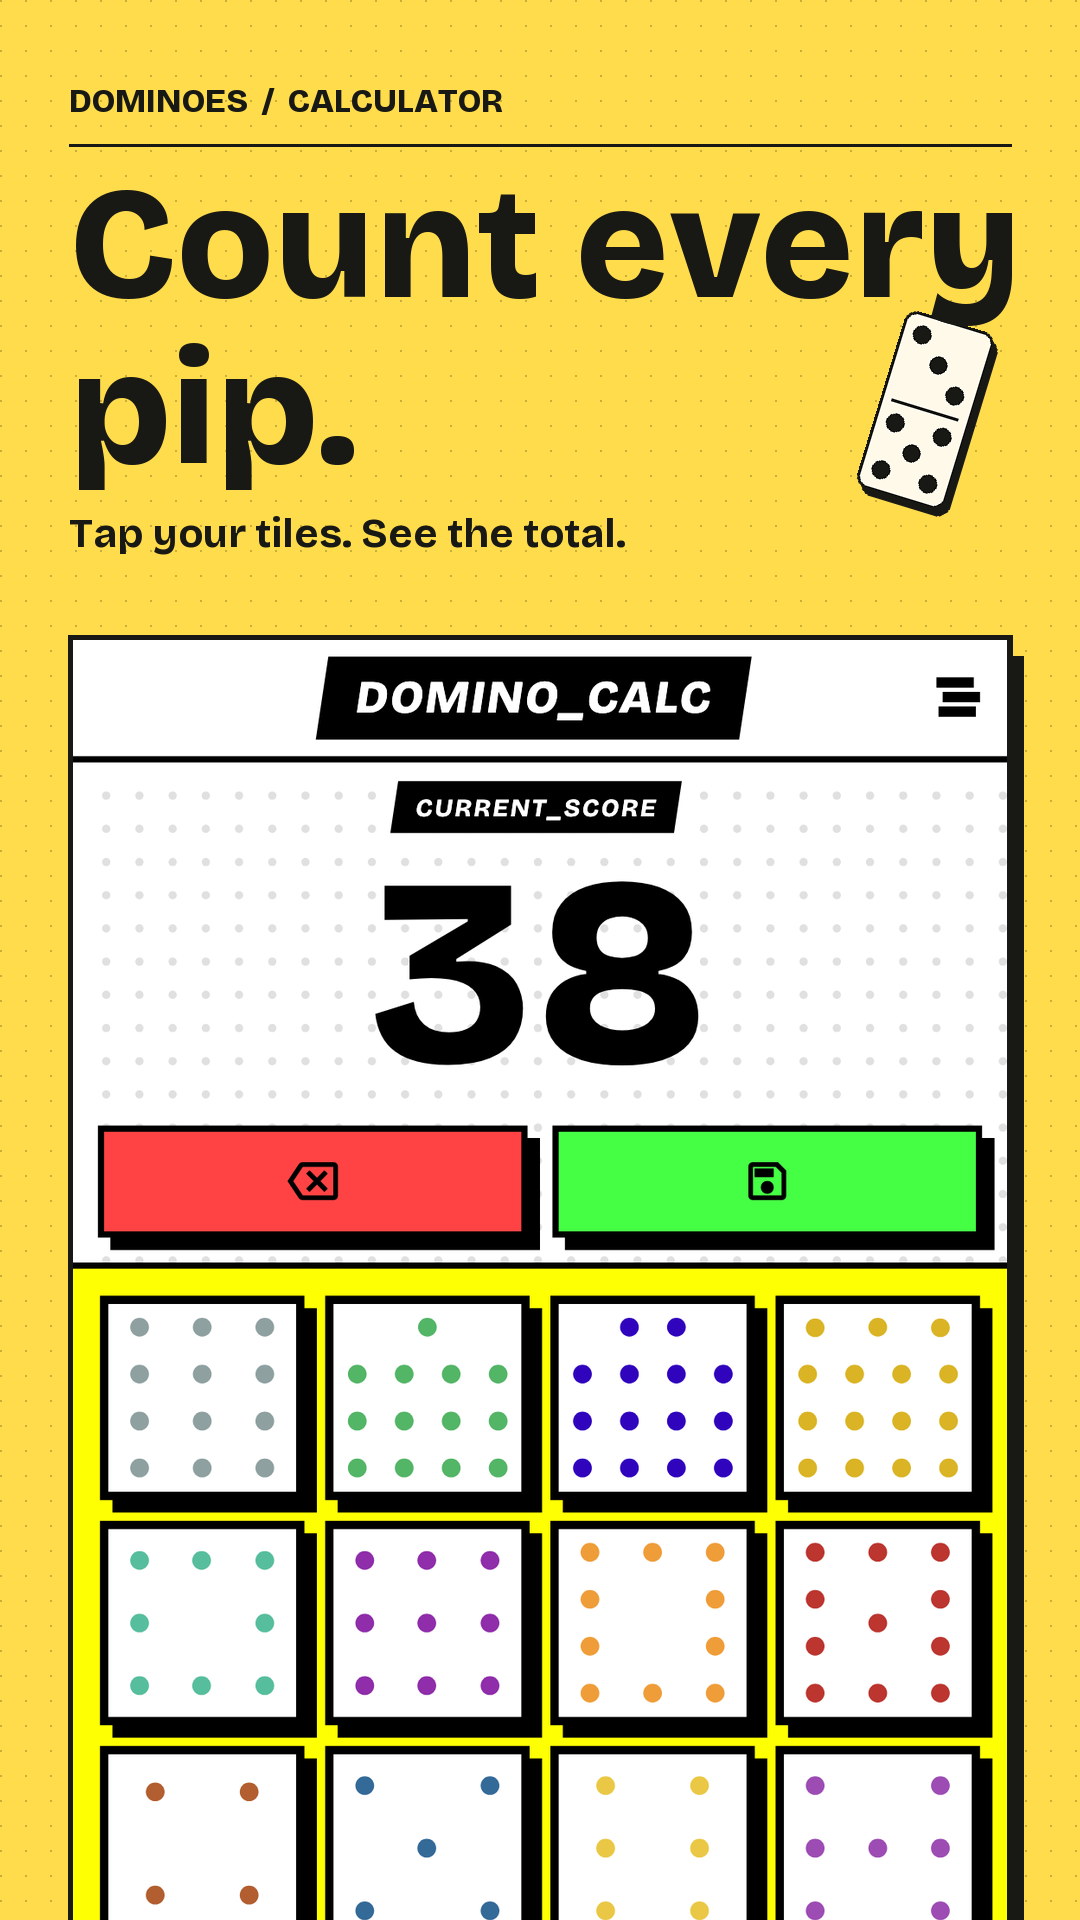 DOMINOES / CALCULATOR
Count every
pip.
Tap your tiles. See the total.
DOMINO_CALC
CURRENT_SCORE
38